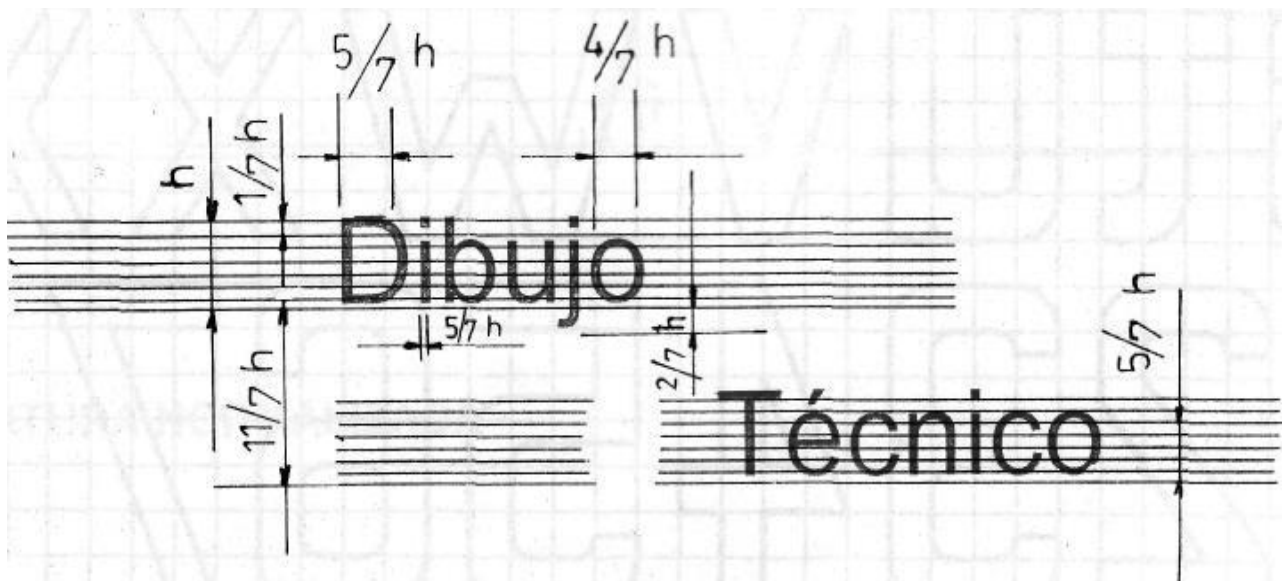 5/7 h 4/7 h
h 1/7 h
Dibujo
5/7 h
11/7 h 2/7 h 5/7 h
Técnico